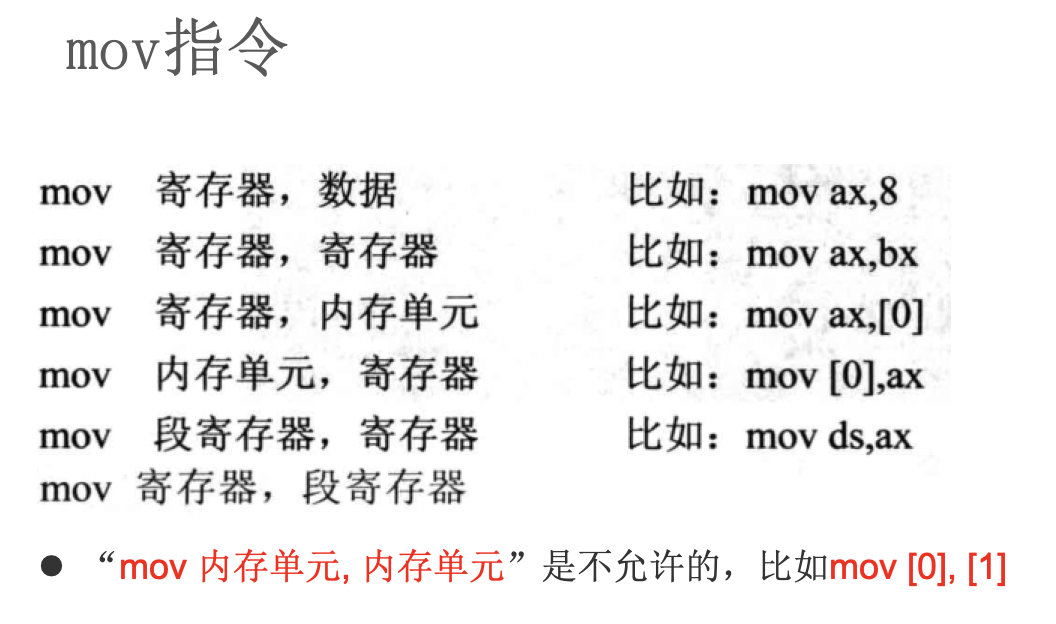 mov指令
mov 寄存器，数据 比如：mov ax,8
mov 寄存器，寄存器 比如：mov ax,bx
mov 寄存器，内存单元 比如：mov ax,[0]
mov 内存单元，寄存器 比如：mov [0],ax
mov 段寄存器，寄存器 比如：mov ds,ax
mov 寄存器，段寄存器
● “mov 内存单元, 内存单元”是不允许的，比如mov [0], [1]